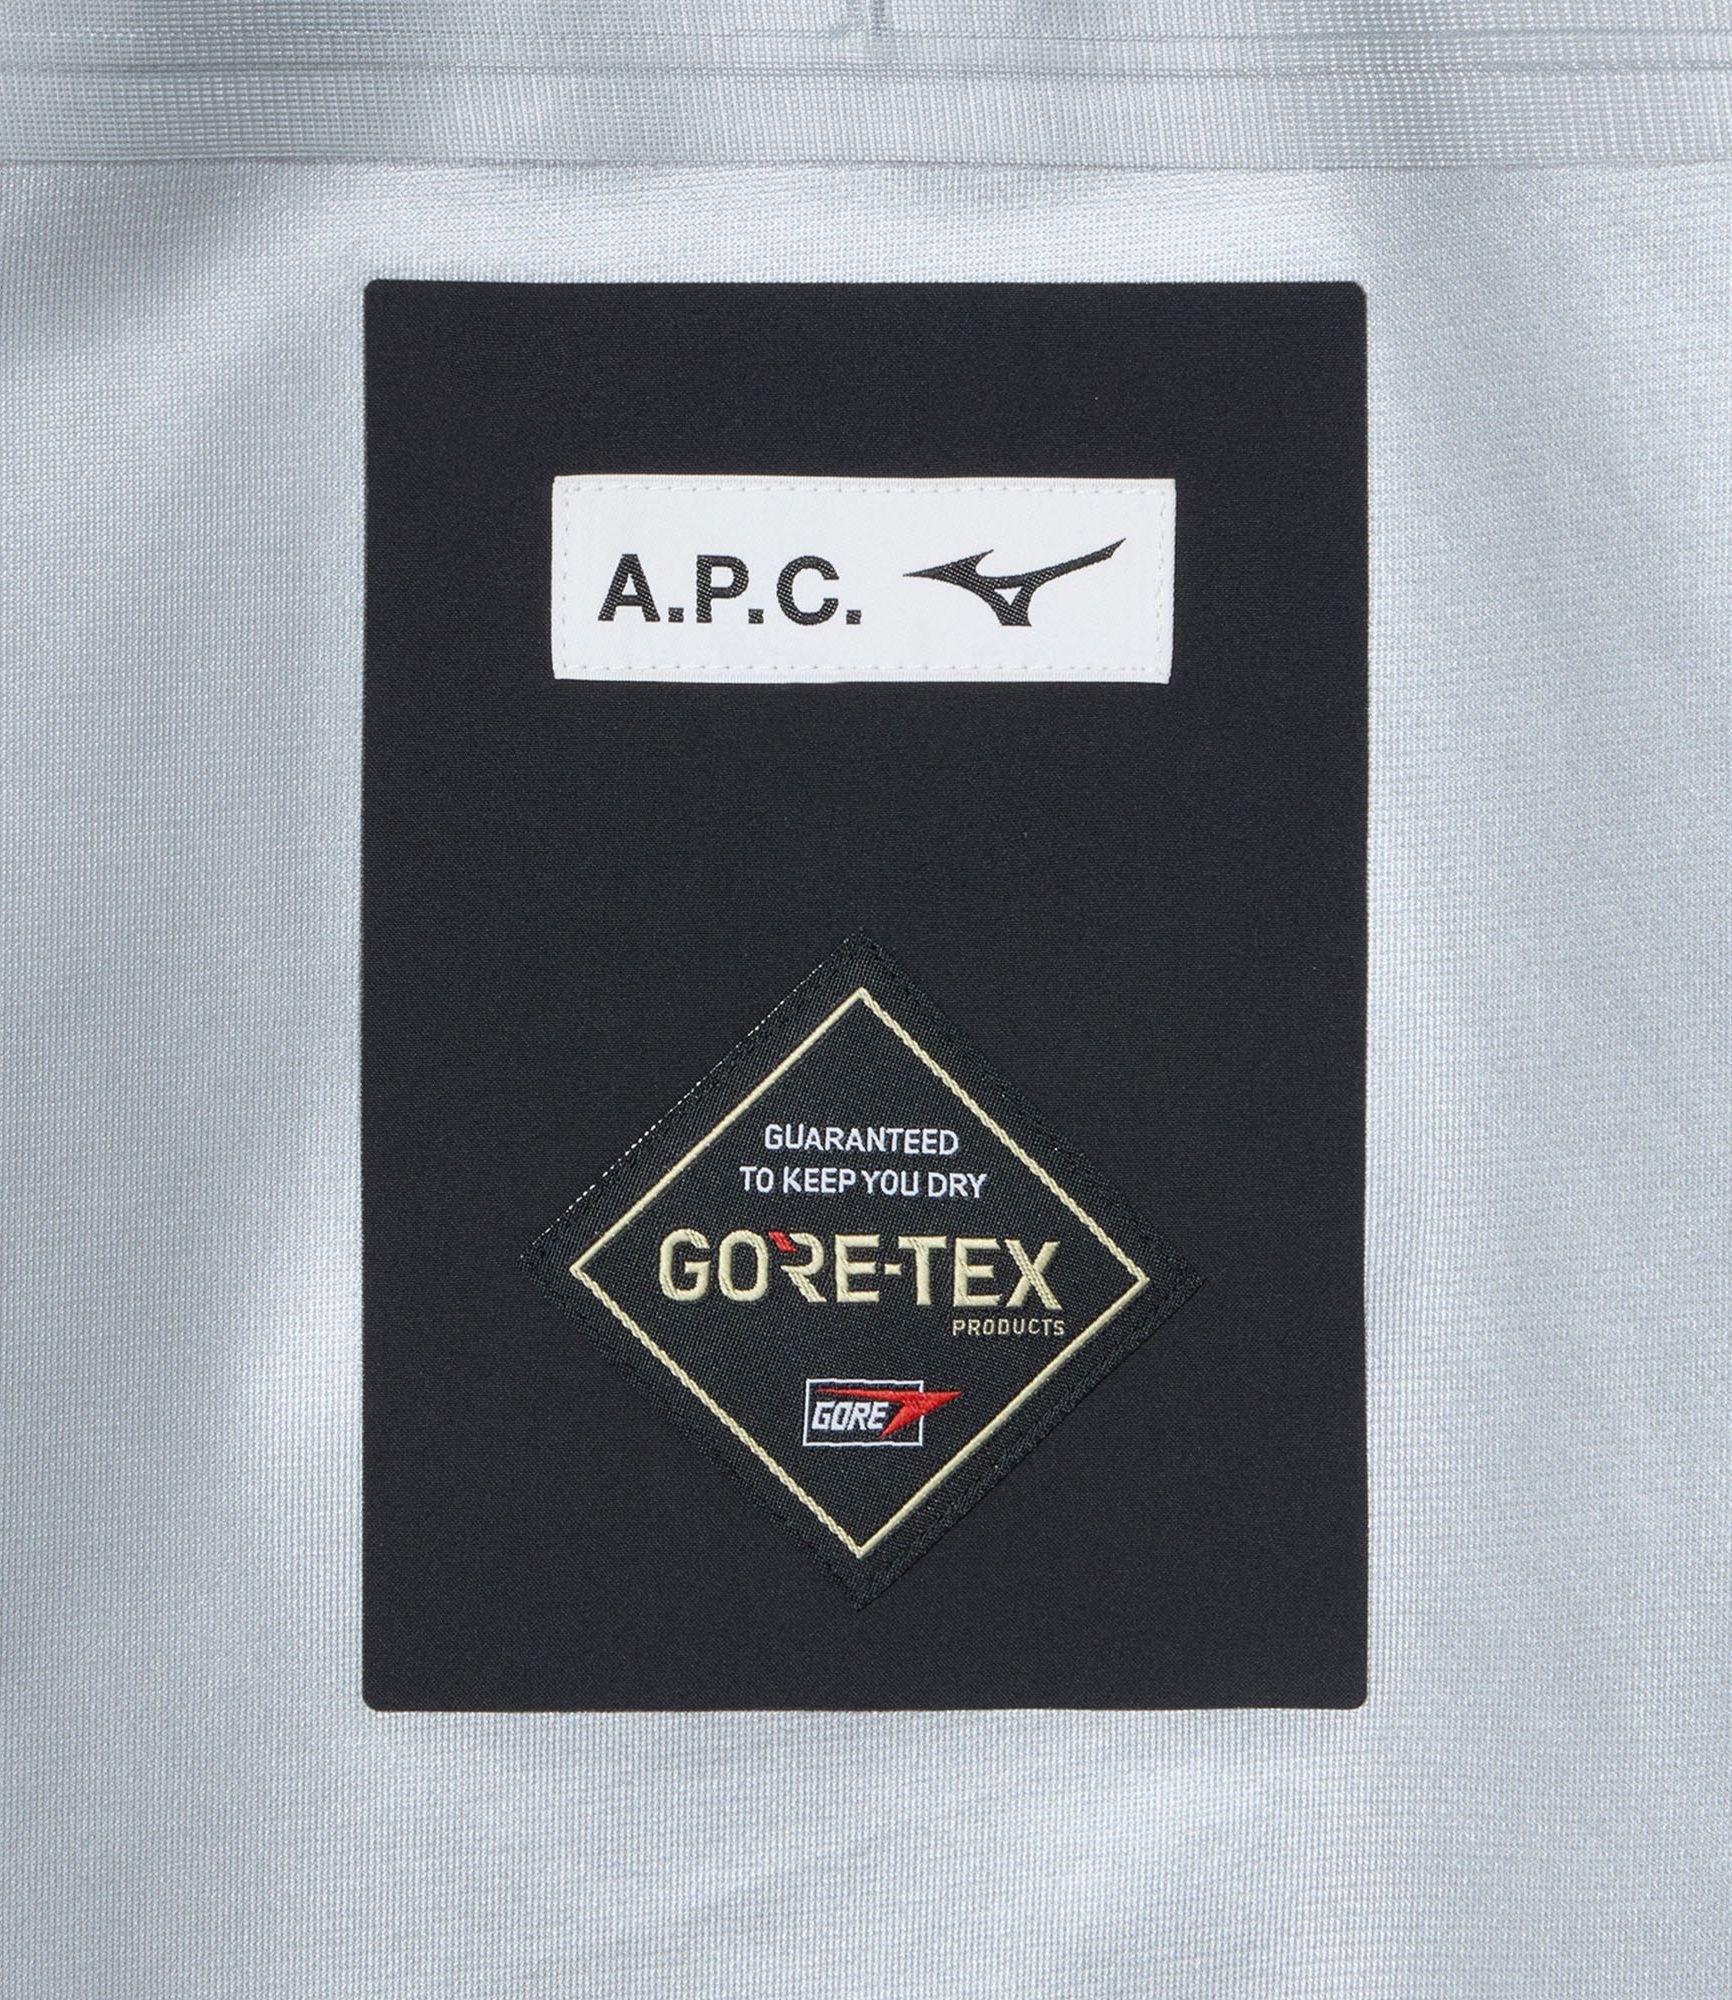 A.P.C.
GUARANTEED
TO KEEP YOU DRY
GORE-TEX
PRODUCTS
GORE